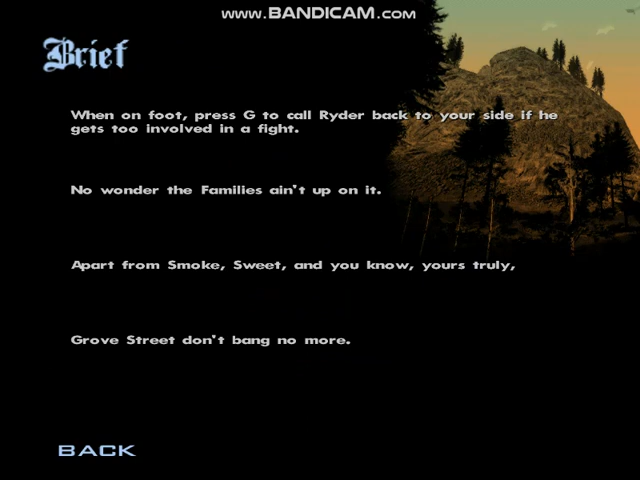 www.BANDICAM.com
Brief
When on foot, press G to call Ryder back to your side if he
gets too involved in a fight.
No wonder the Families ain't up on it.
Apart from Smoke, Sweet, and you know, yours truly,
Grove Street don't bang no more.
BACK